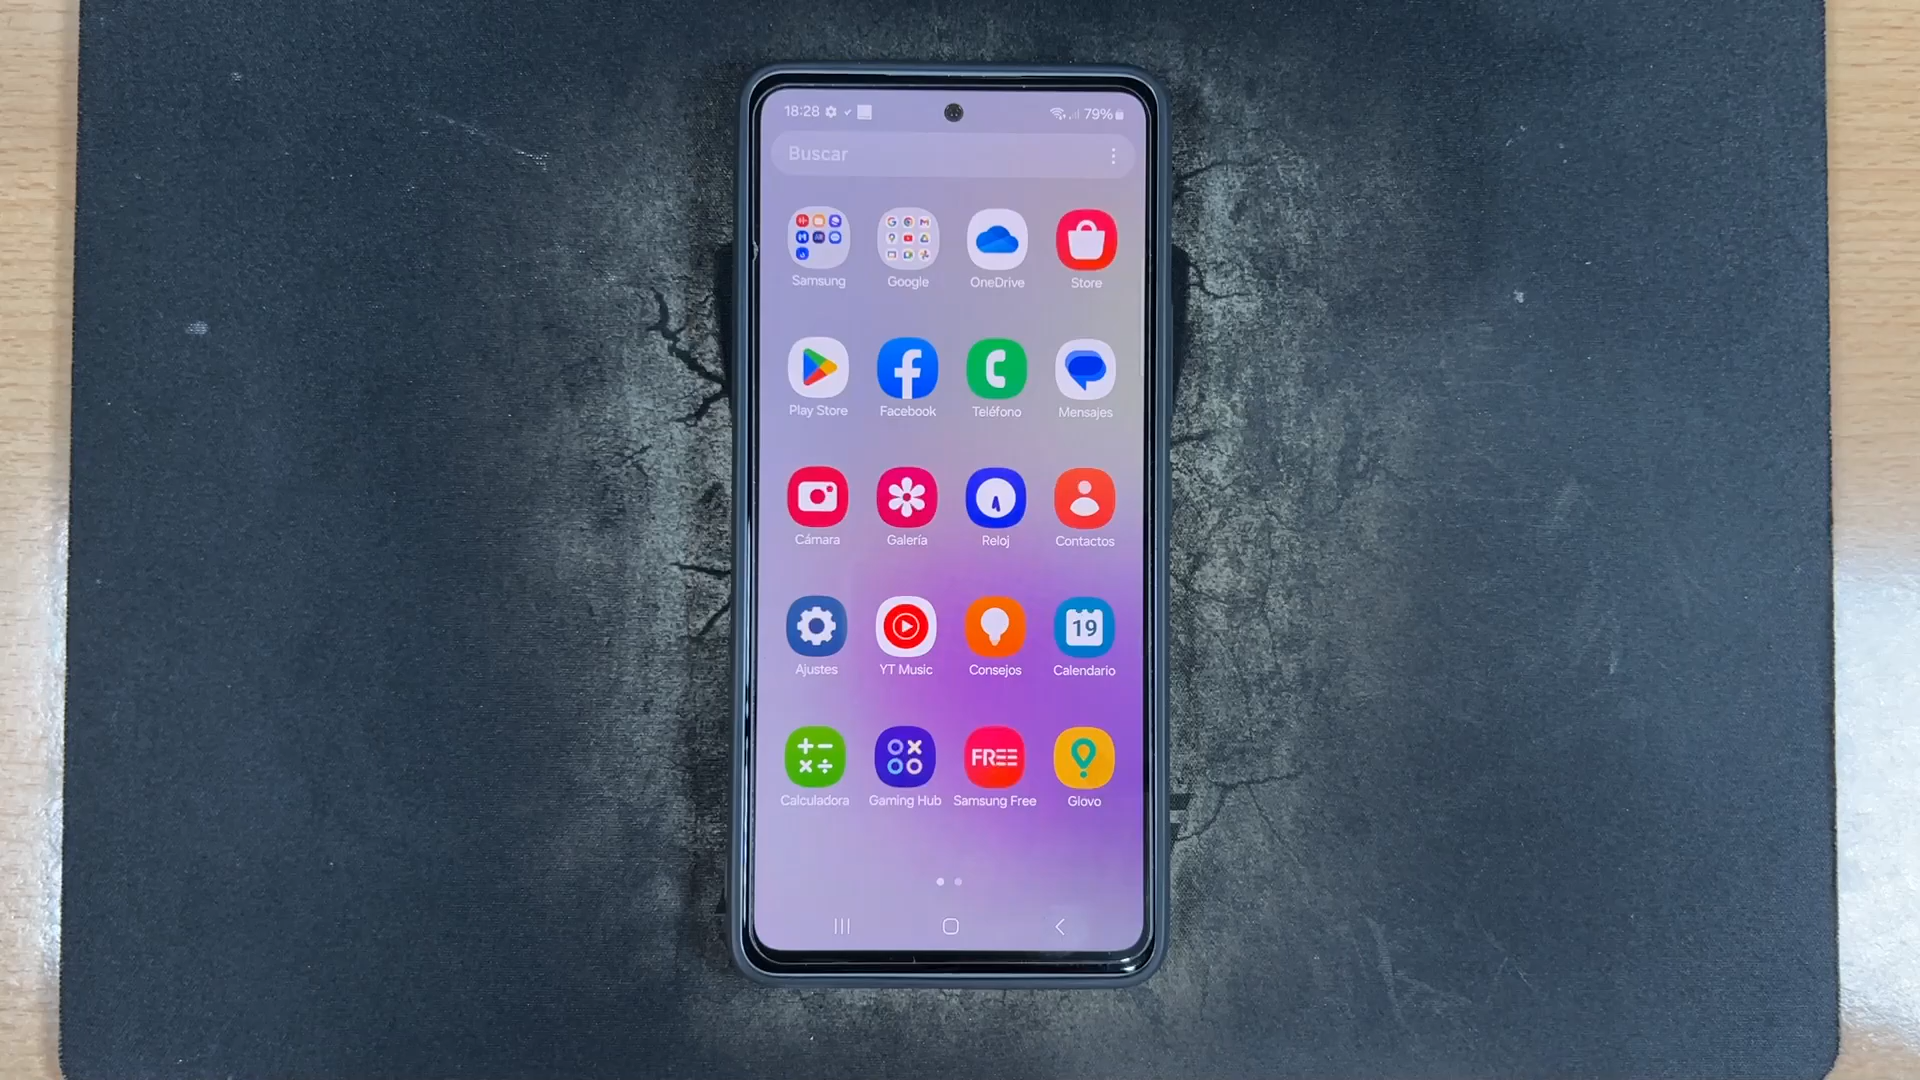 18:28 79%
Buscar
Samsung Google OneDrive Store
Play Store Facebook Teléfono Mensajes
Cámara Galería Reloj Contactos
19
Ajustes YT Music Consejos Calendario
FREE
Calculadora Gaming Hub Samsung Free Glovo